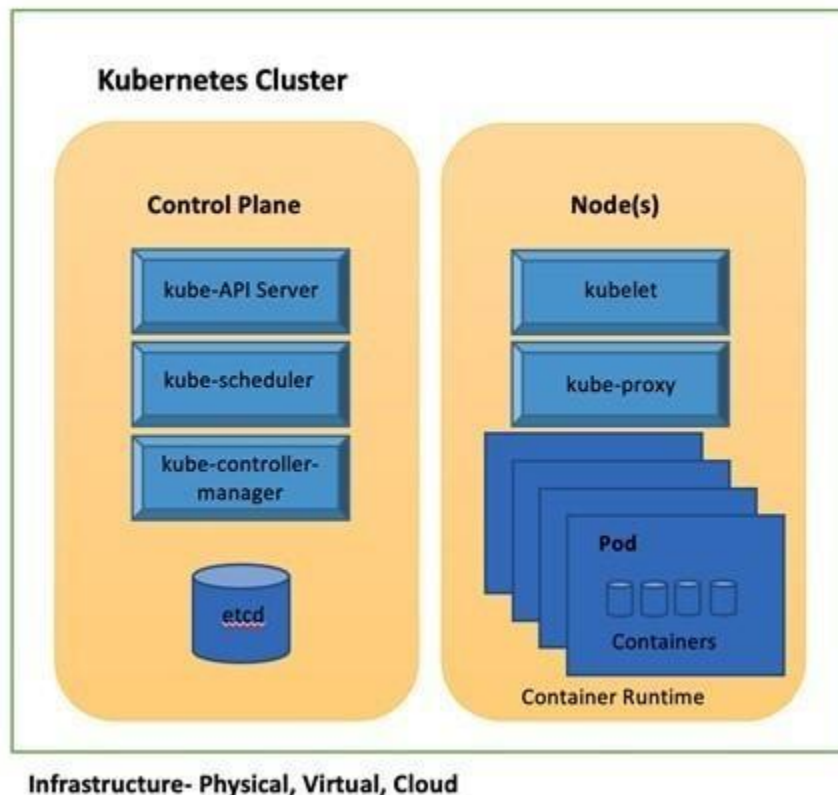 Kubernetes Cluster
Control Plane
kube-API Server
kube-scheduler
kube-controller-
manager
etcd
Node(s)
kubelet
kube-proxy
Pod
Containers
Container Runtime
Infrastructure- Physical, Virtual, Cloud